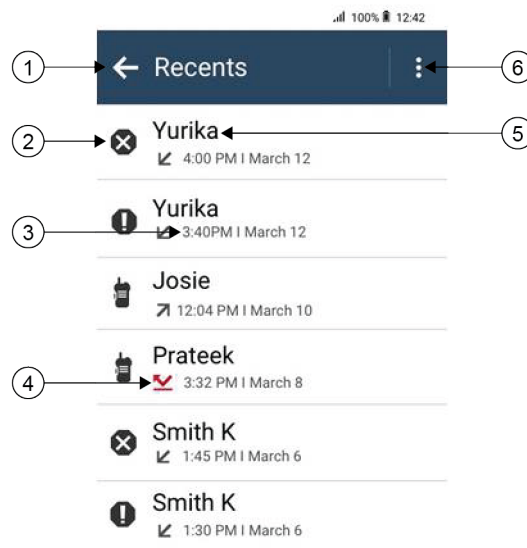 100% 12:42
1
Recents
6
2
Yurika
5
4:00 PM I March 12
Yurika
3
3:40PM I March 12
Josie
12:04 PM I March 10
Prateek
4
3:32 PM I March 8
Smith K
1:45 PM I March 6
Smith K
1:30 PM I March 6